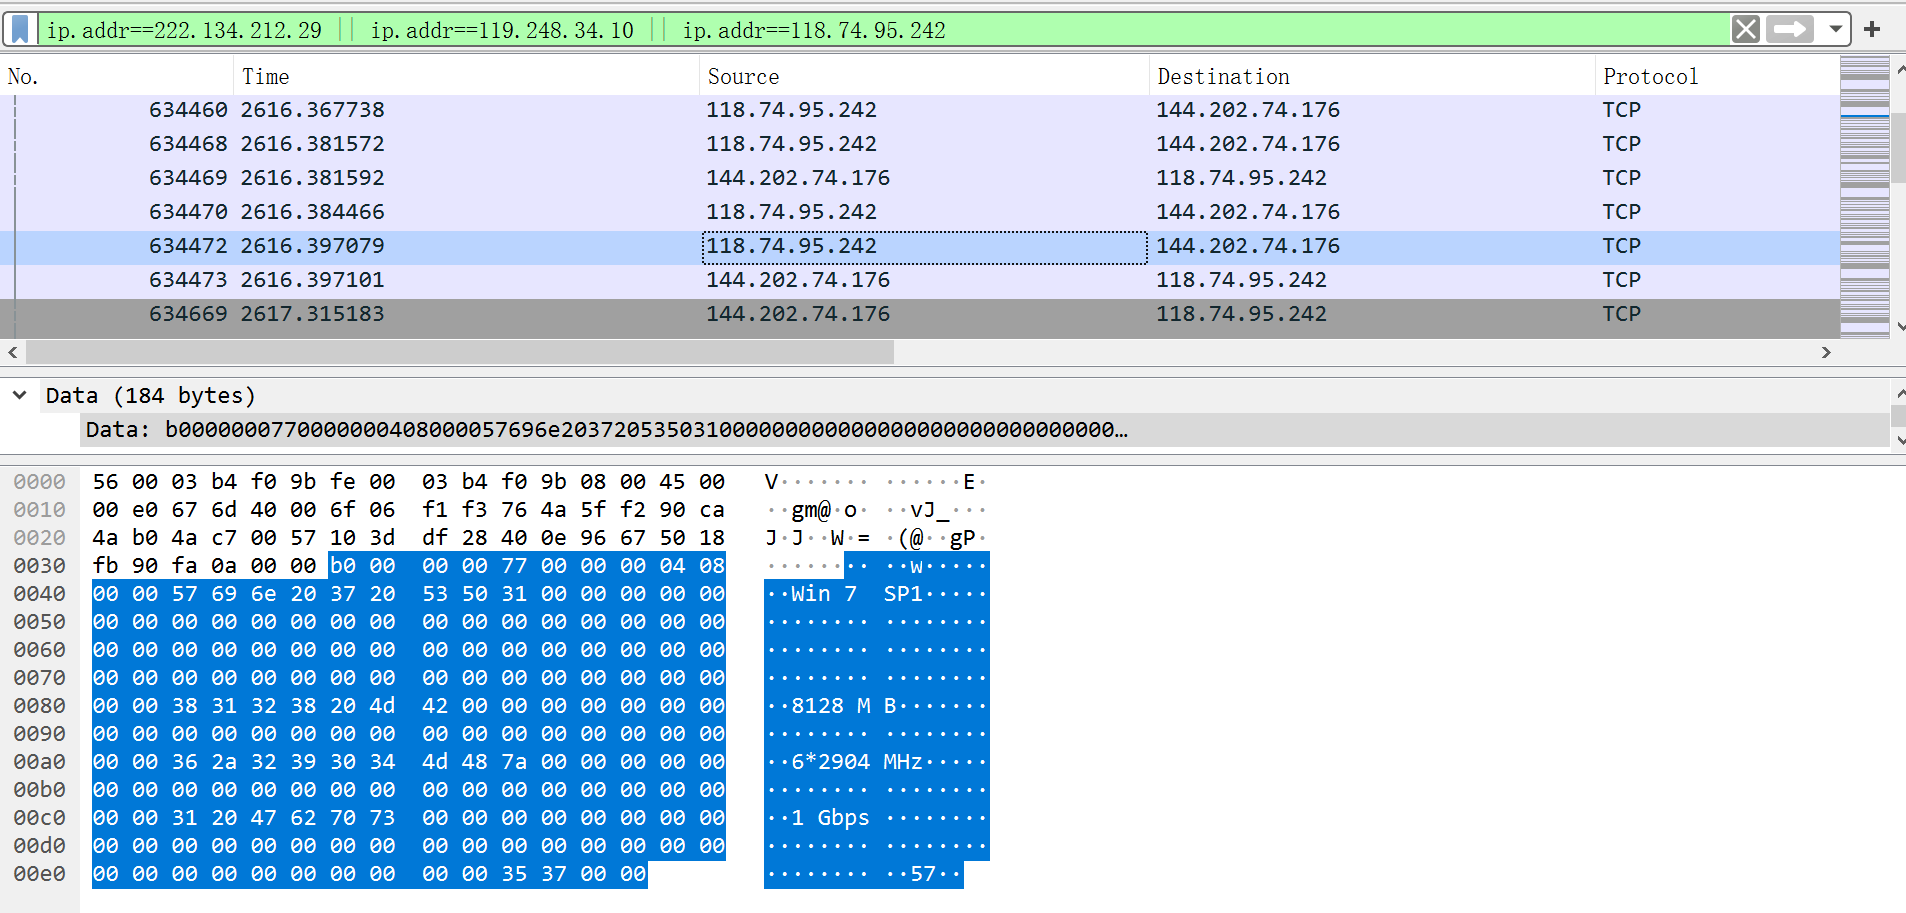 ip.addr==222.134.212.29 || ip.addr==119.248.34.10 || ip.addr==118.74.95.242
No. Time Source Destination Protocol
634460 2616.367738 118.74.95.242 144.202.74.176 TCP
634468 2616.381572 118.74.95.242 144.202.74.176 TCP
634469 2616.381592 144.202.74.176 118.74.95.242 TCP
634470 2616.384466 118.74.95.242 144.202.74.176 TCP
634472 2616.397079 118.74.95.242 144.202.74.176 TCP
634473 2616.397101 144.202.74.176 118.74.95.242 TCP
634669 2617.315183 144.202.74.176 118.74.95.242 TCP
Data (184 bytes)
Data: b0000000770000000408000057696e20372053503100000000000000000000000000000…
0000 56 00 03 b4 f0 9b fe 00 03 b4 f0 9b 08 00 45 00 V······· ······E·
0010 00 e0 67 6d 40 00 6f 06 f1 f3 76 4a 5f f2 90 ca ··gm@·o· ··vJ_···
0020 4a b0 4a c7 00 57 10 3d df 28 40 0e 96 67 50 18 J·J··W·= ·(@··gP·
0030 fb 90 fa 0a 00 00 b0 00 00 00 77 00 00 00 04 08 ········ ··w·····
0040 00 00 57 69 6e 20 37 20 53 50 31 00 00 00 00 00 ··Win 7 SP1·····
0050 00 00 00 00 00 00 00 00 00 00 00 00 00 00 00 00 ········ ········
0060 00 00 00 00 00 00 00 00 00 00 00 00 00 00 00 00 ········ ········
0070 00 00 00 00 00 00 00 00 00 00 00 00 00 00 00 00 ········ ········
0080 00 00 38 31 32 38 20 4d 42 00 00 00 00 00 00 00 ··8128 M B·······
0090 00 00 00 00 00 00 00 00 00 00 00 00 00 00 00 00 ········ ········
00a0 00 00 36 2a 32 39 30 34 4d 48 7a 00 00 00 00 00 ··6*2904 MHz·····
00b0 00 00 00 00 00 00 00 00 00 00 00 00 00 00 00 00 ········ ········
00c0 00 00 31 20 47 62 70 73 00 00 00 00 00 00 00 00 ··1 Gbps ········
00d0 00 00 00 00 00 00 00 00 00 00 00 00 00 00 00 00 ········ ········
00e0 00 00 00 00 00 00 00 00 00 00 35 37 00 00 ········ ··57··